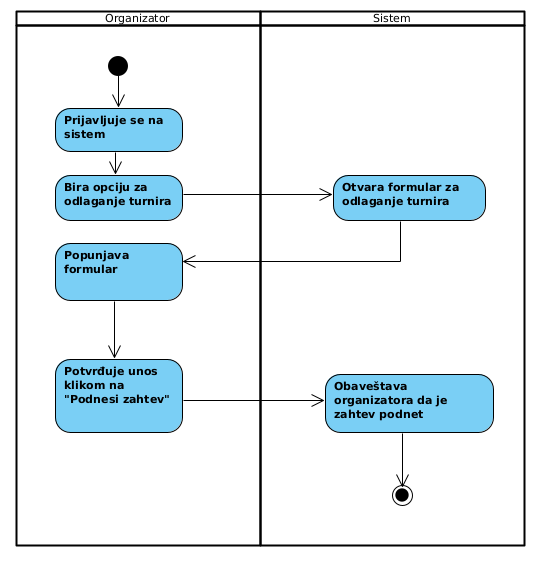 Organizator
Sistem
Prijavljuje se na
sistem
Bira opciju za
odlaganje turnira
Otvara formular za
odlaganje turnira
Popunjava
formular
Potvrđuje unos
klikom na
"Podnesi zahtev"
Obaveštava
organizatora da je
zahtev podnet